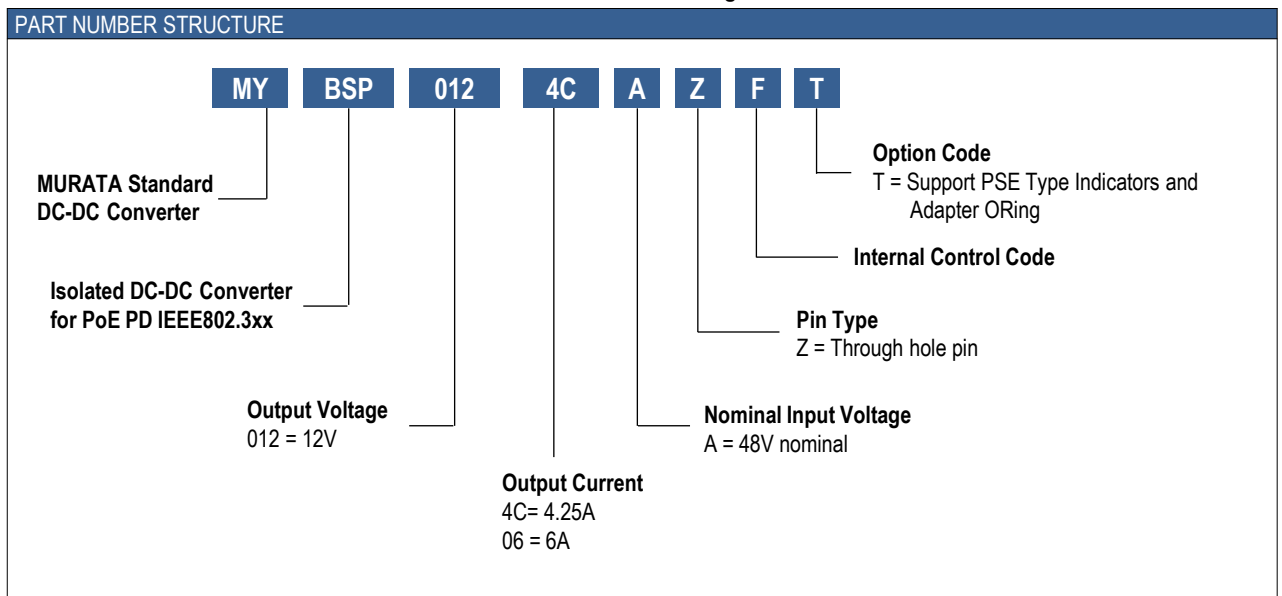 PART NUMBER STRUCTURE
MY BSP 012 4C A Z F T
Option Code
T = Support PSE Type Indicators and
Adapter ORing
MURATA Standard
DC-DC Converter
Internal Control Code
Isolated DC-DC Converter
for PoE PD IEEE802.3xx
Pin Type
Z = Through hole pin
Output Voltage
012 = 12V
Nominal Input Voltage
A = 48V nominal
Output Current
4C= 4.25A
06 = 6A